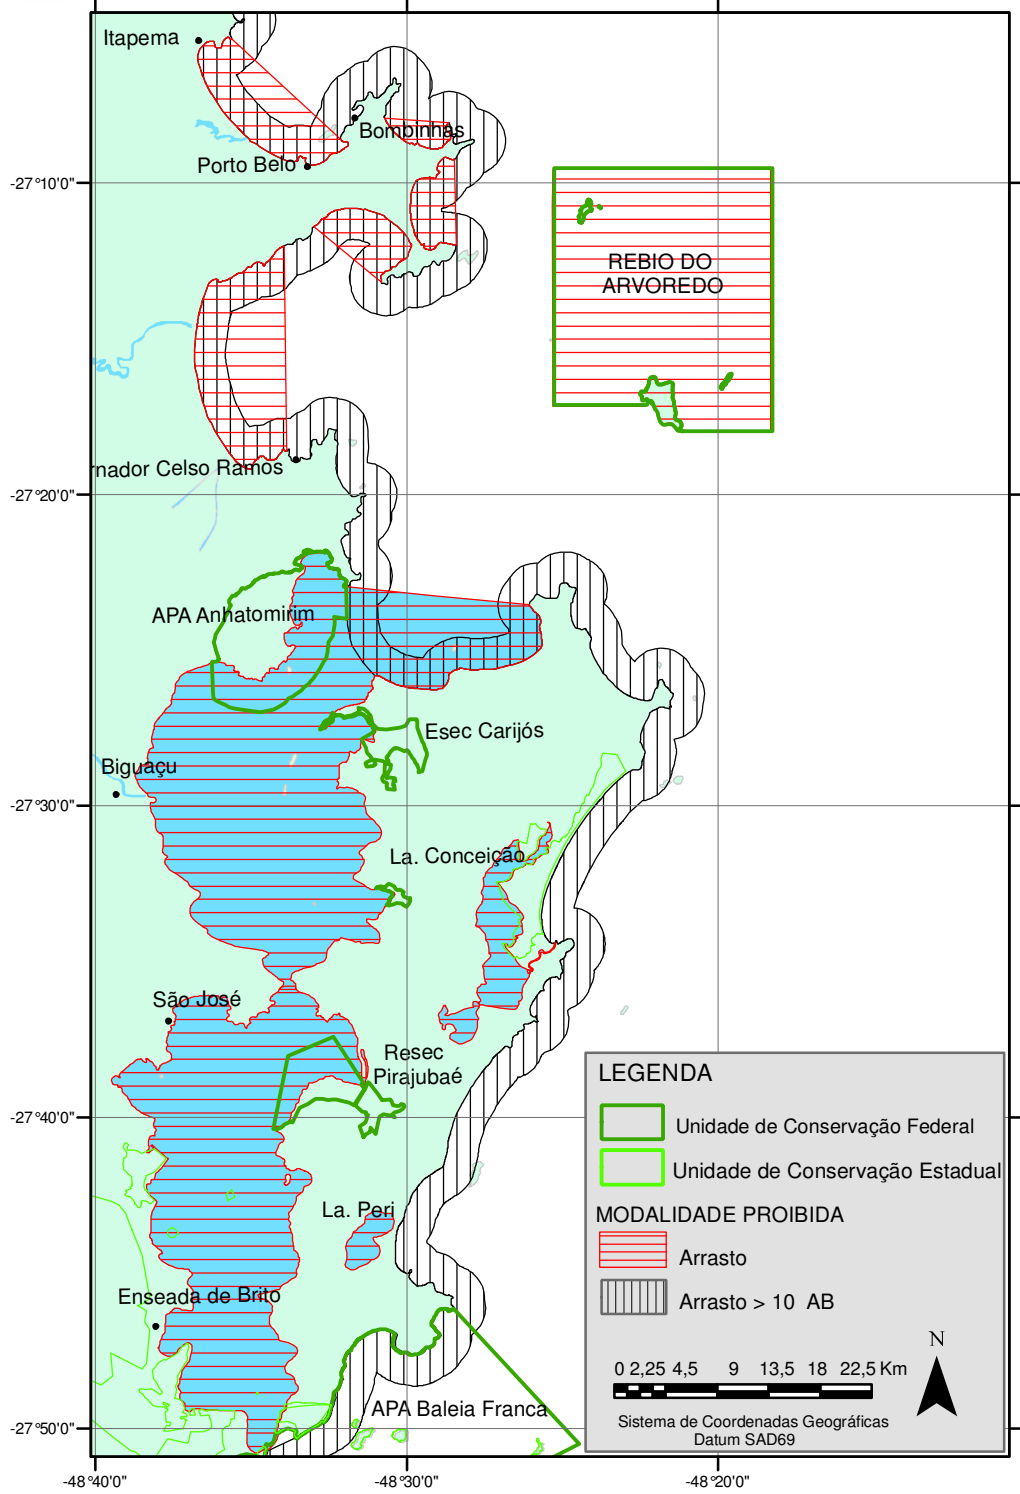 Itapema
Bombinhas
Porto Belo
-27°10'0"
REBIO DO
ARVOREDO
rnador Celso Ramos
-27°20'0"
APA Anhatomirim
Esec Carijós
Biguaçu
-27°30'0"
La. Conceição
São José
Resec
Pirajubaé
-27°40'0"
La. Peri
Enseada de Brito
APA Baleia Franca
-27°50'0"
-48°40'0"
-48°30'0"
-48°20'0"
LEGENDA
Unidade de Conservação Federal
Unidade de Conservação Estadual
MODALIDADE PROIBIDA
Arrasto
Arrasto > 10 AB
N
0 2,25 4,5 9 13,5 18 22,5 Km
Sistema de Coordenadas Geográficas
Datum SAD69